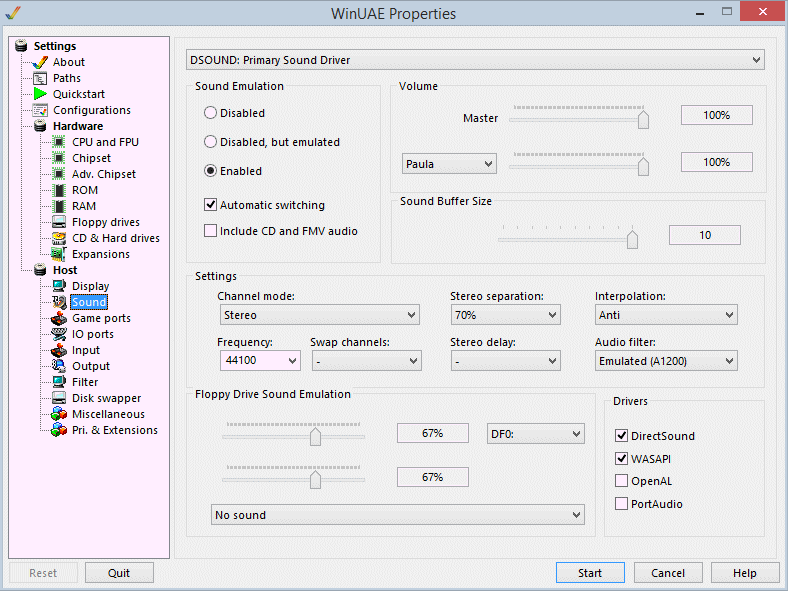 WinUAE Properties
Settings
About
Paths
Quickstart
Configurations
Hardware
CPU and FPU
Chipset
Adv. Chipset
ROM
RAM
Floppy drives
CD & Hard drives
Expansions
Host
Display
Sound
Game ports
IO ports
Input
Output
Filter
Disk swapper
Miscellaneous
Pri. & Extensions
DSOUND: Primary Sound Driver
Sound Emulation
Disabled
Disabled, but emulated
Enabled
Automatic switching
Include CD and FMV audio
Volume
Master 100%
Paula 100%
Sound Buffer Size
10
Settings
Channel mode: Stereo separation: Interpolation:
Stereo 70% Anti
Frequency: Swap channels: Stereo delay: Audio filter:
44100 - - Emulated (A1200)
Floppy Drive Sound Emulation
67% DF0:
67%
No sound
Drivers
DirectSound
WASAPI
OpenAL
PortAudio
Reset Quit Start Cancel Help